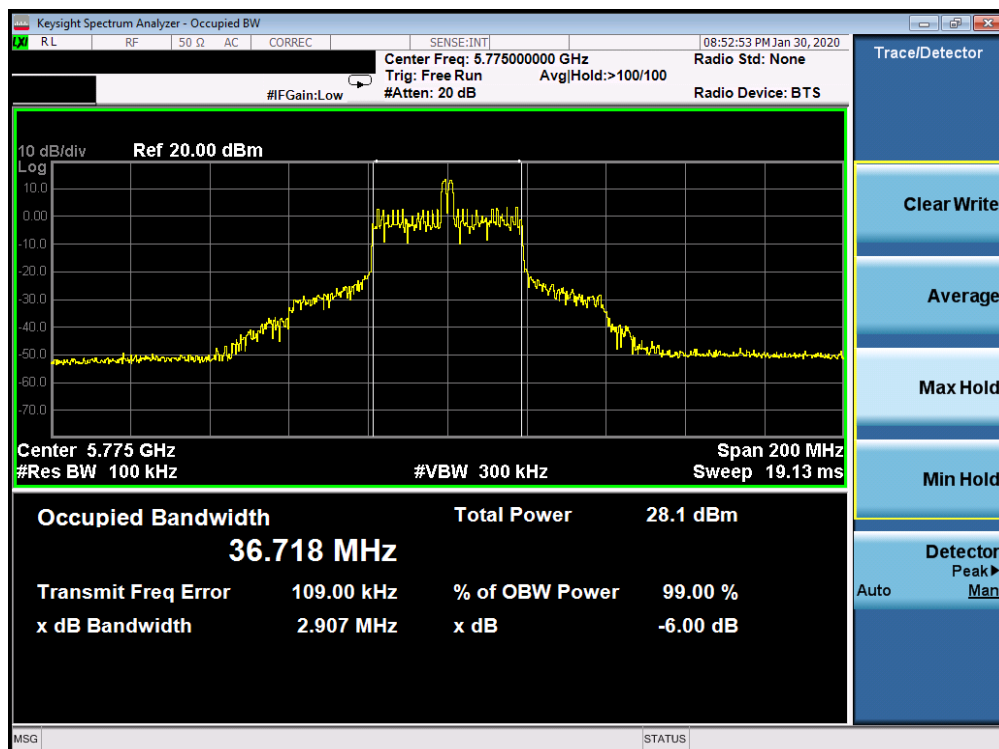 Keysight Spectrum Analyzer - Occupied BW
LXI RL RF 50 Ω AC CORREC SENSE:INT 08:52:53 PM Jan 30, 2020
Center Freq: 5.775000000 GHz Radio Std: None
Trig: Free Run Avg|Hold:>100/100
#IFGain:Low #Atten: 20 dB Radio Device: BTS
10 dB/div Ref 20.00 dBm
Log
10.0
0.00
-10.0
-20.0
-30.0
-40.0
-50.0
-60.0
-70.0
Center 5.775 GHz Span 200 MHz
#Res BW 100 kHz #VBW 300 kHz Sweep 19.13 ms
Occupied Bandwidth Total Power 28.1 dBm
36.718 MHz
Transmit Freq Error 109.00 kHz % of OBW Power 99.00 %
x dB Bandwidth 2.907 MHz x dB -6.00 dB
Trace/Detector
Clear Write
Average
Max Hold
Min Hold
Detector
Peak▶
Auto Man
MSG STATUS